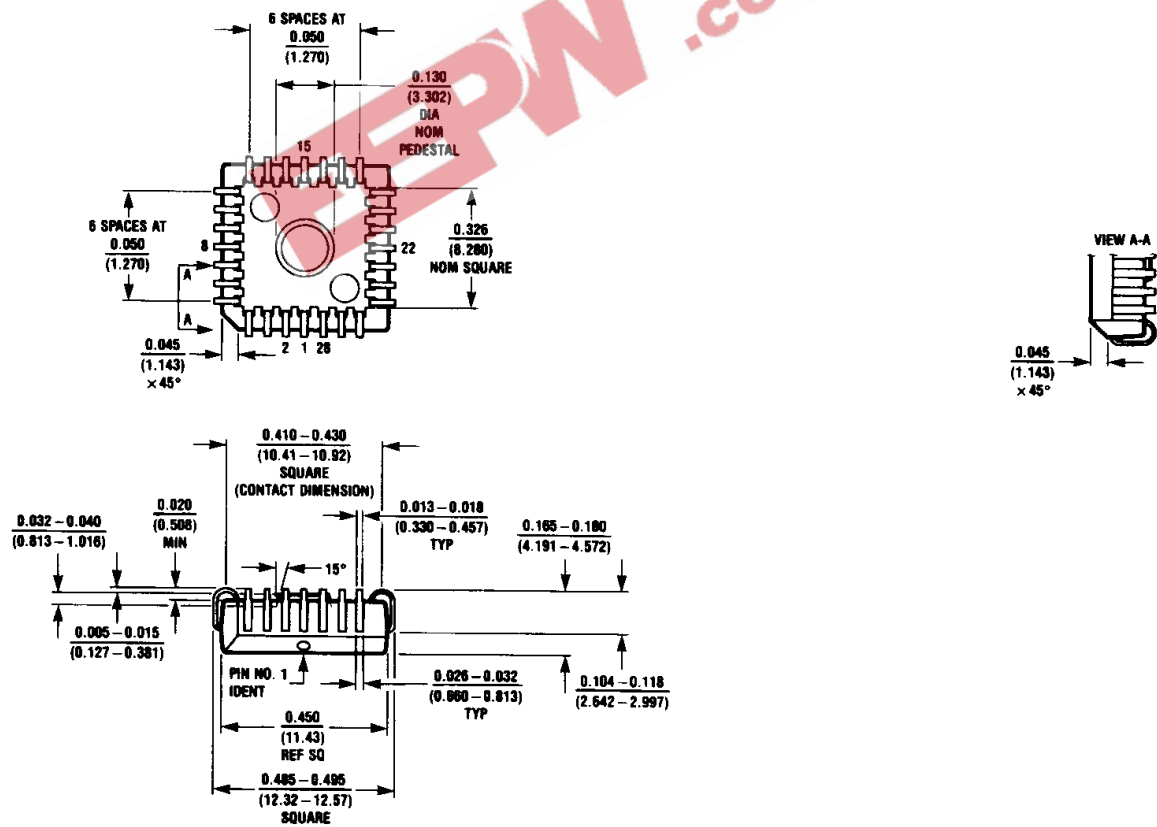 EEPW .co
6 SPACES AT
0.050
(1.270)
0.130
(3.302)
DIA
NOM
PEDESTAL
15
6 SPACES AT
0.050
(1.270)
8
A
A
0.326
(8.280)
NOM SQUARE
22
2 1 28
0.045
(1.143)
× 45°
VIEW A-A
0.045
(1.143)
× 45°
0.410 – 0.430
(10.41 – 10.92)
SQUARE
(CONTACT DIMENSION)
0.032 – 0.040
(0.813 – 1.016)
0.020
(0.508)
MIN
0.013 – 0.018
(0.330 – 0.457)
TYP
0.165 – 0.180
(4.191 – 4.572)
15°
0.005 – 0.015
(0.127 – 0.381)
PIN NO. 1
IDENT
0.026 – 0.032
(0.660 – 0.813)
TYP
0.104 – 0.118
(2.642 – 2.997)
0.450
(11.43)
REF SQ
0.485 – 0.495
(12.32 – 12.57)
SQUARE